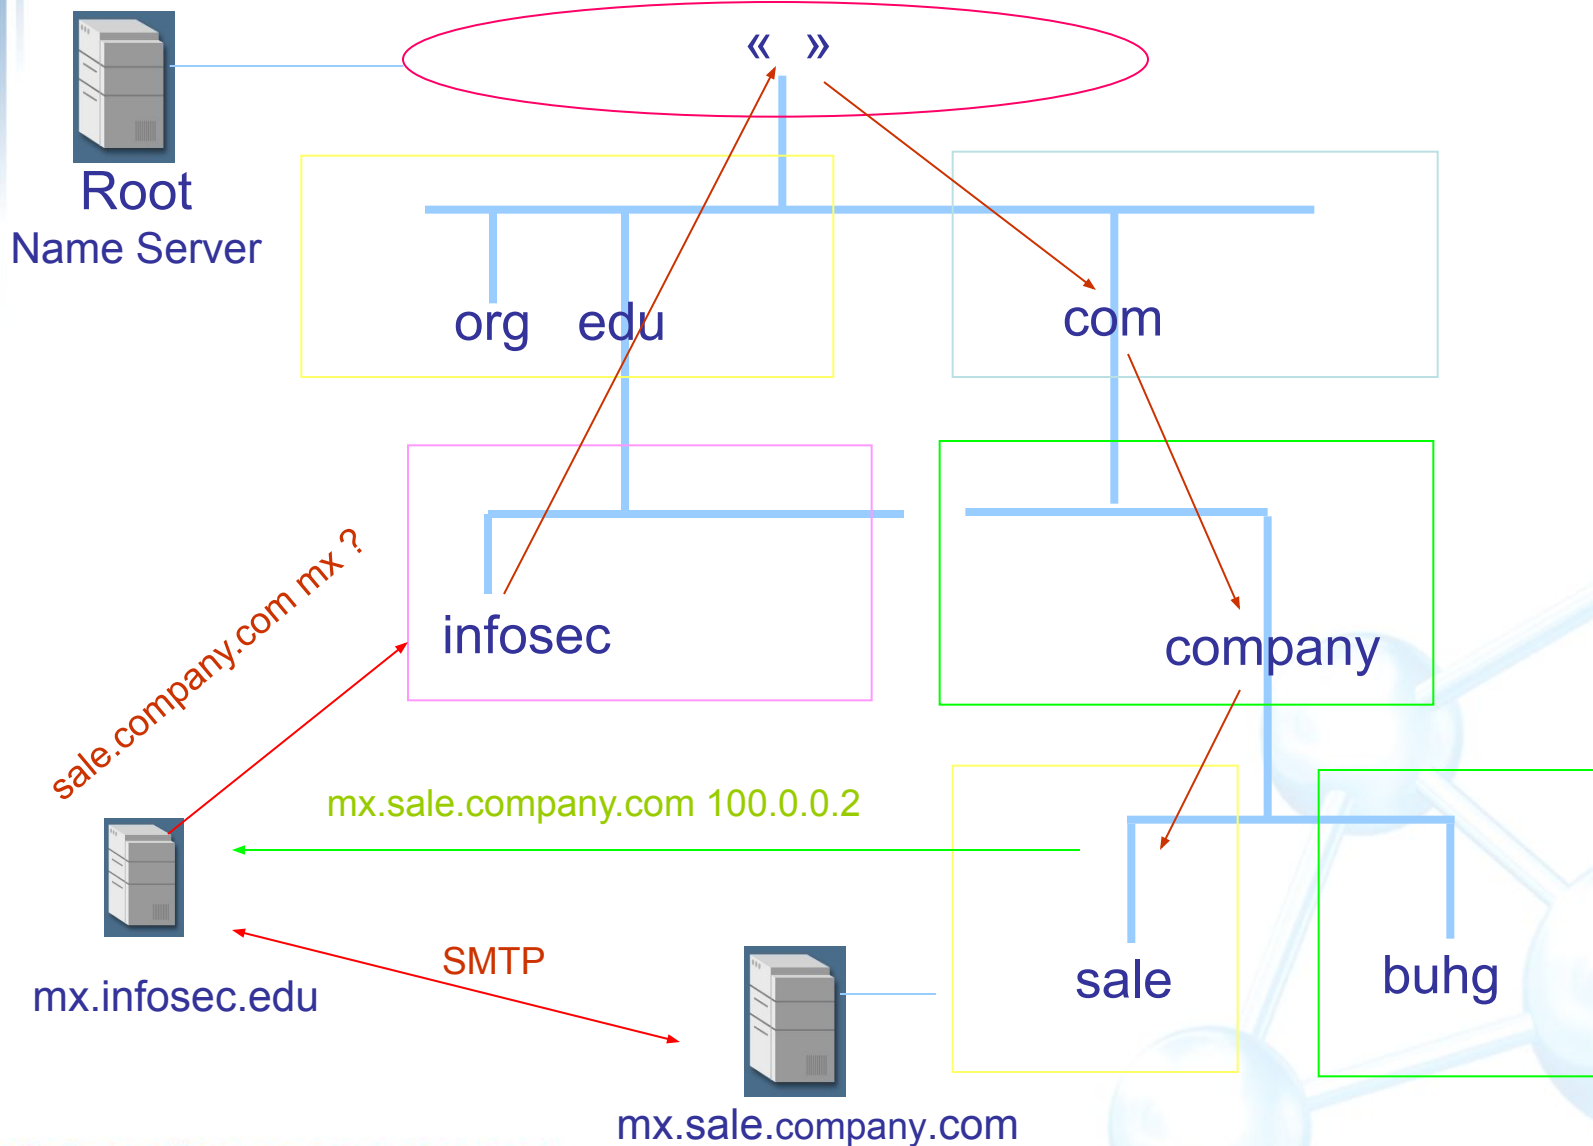 « »
Root
Name Server
org edu
com
sale.company.com mx ?
infosec
company
mx.sale.company.com 100.0.0.2
SMTP
mx.infosec.edu
sale
buhg
mx.sale.company.com